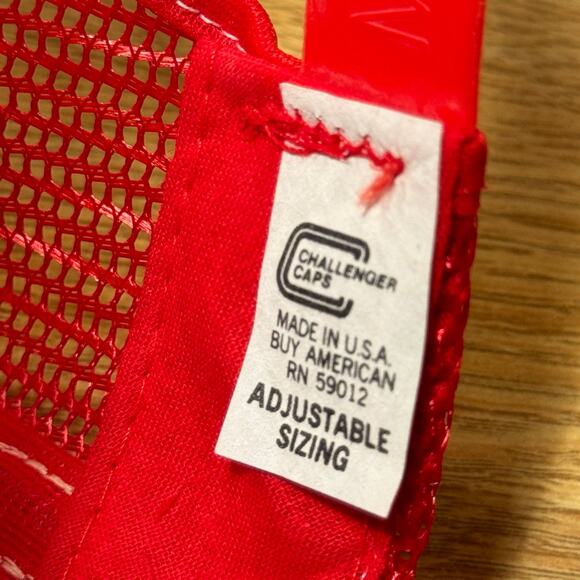 CHALLENGER
CAPS
MADE IN U.S.A.
BUY AMERICAN
RN 59012
ADJUSTABLE
SIZING